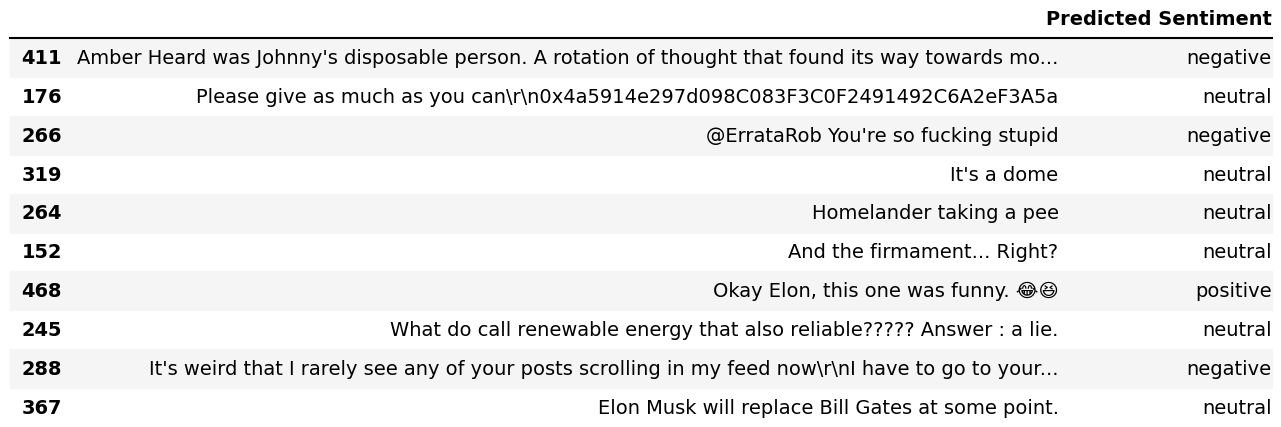 Predicted Sentiment
411 Amber Heard was Johnny's disposable person. A rotation of thought that found its way towards mo... negative
176 Please give as much as you can\r\n0x4a5914e297d098C083F3C0F2491492C6A2eF3A5a neutral
266 @ErrataRob You're so fucking stupid negative
319 It's a dome neutral
264 Homelander taking a pee neutral
152 And the firmament... Right? neutral
468 Okay Elon, this one was funny. 😂😆 positive
245 What do call renewable energy that also reliable????? Answer : a lie. neutral
288 It's weird that I rarely see any of your posts scrolling in my feed now\r\nI have to go to your... negative
367 Elon Musk will replace Bill Gates at some point. neutral